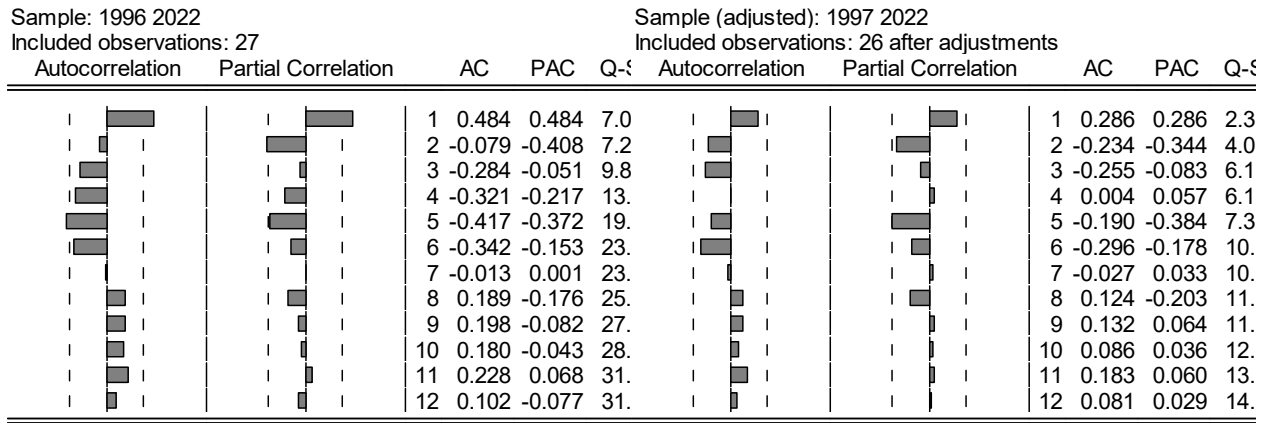 Sample: 1996 2022 Sample (adjusted): 1997 2022
Included observations: 27 Included observations: 26 after adjustments
Autocorrelation Partial Correlation AC PAC Q-S Autocorrelation Partial Correlation AC PAC Q-S
1 0.484 0.484 7.0 1 0.286 0.286 2.3
2 -0.079 -0.408 7.2 2 -0.234 -0.344 4.0
3 -0.284 -0.051 9.8 3 -0.255 -0.083 6.1
4 -0.321 -0.217 13. 4 0.004 0.057 6.1
5 -0.417 -0.372 19. 5 -0.190 -0.384 7.3
6 -0.342 -0.153 23. 6 -0.296 -0.178 10.
7 -0.013 0.001 23. 7 -0.027 0.033 10.
8 0.189 -0.176 25. 8 0.124 -0.203 11.
9 0.198 -0.082 27. 9 0.132 0.064 11.
10 0.180 -0.043 28. 10 0.086 0.036 12.
11 0.228 0.068 31. 11 0.183 0.060 13.
12 0.102 -0.077 31. 12 0.081 0.029 14.